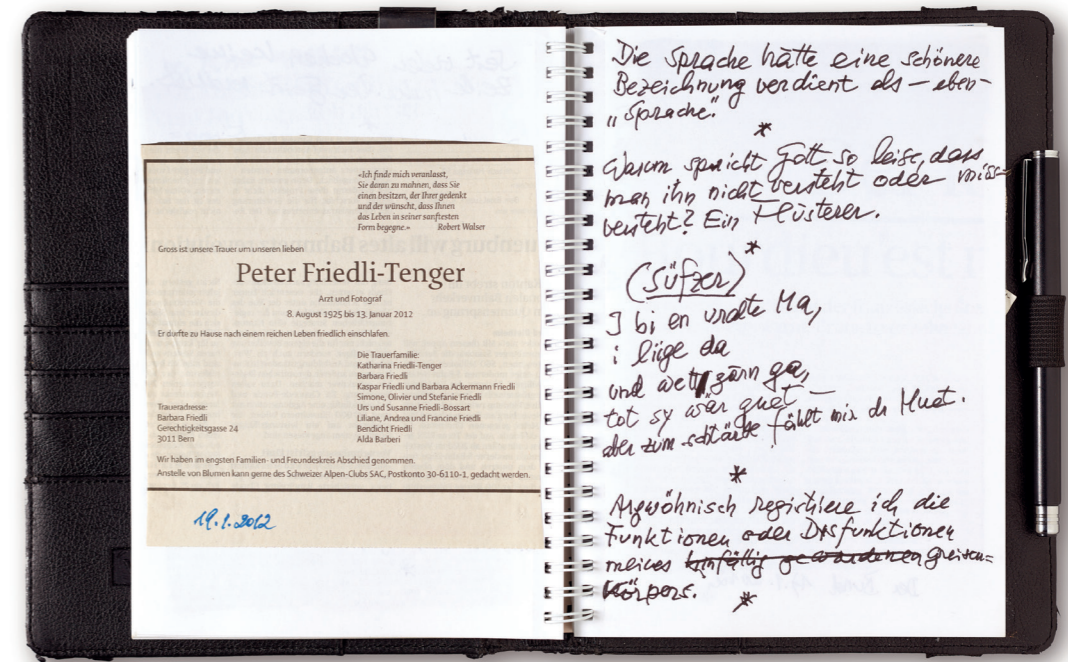 «Ich finde mich veranlasst,
Sie daran zu mahnen, dass Sie
einen besitzen, der Ihrer gedenkt
und der wünscht, dass Ihnen
das Leben in seiner sanftesten
Form begegne.» Robert Walser
Gross ist unsere Trauer um unseren lieben
Peter Friedli-Tenger
Arzt und Fotograf
8. August 1925 bis 13. Januar 2012
Er durfte zu Hause nach einem reichen Leben friedlich einschlafen.
Die Trauerfamilie:
Katharina Friedli-Tenger
Barbara Friedli
Kaspar Friedli und Barbara Ackermann Friedli
Simone, Olivier und Stefanie Friedli
Urs und Susanne Friedli-Bossart
Liliane, Andrea und Francine Friedli
Bendicht Friedli
Alda Barberi
Traueradresse:
Barbara Friedli
Gerechtigkeitsgasse 24
3011 Bern
Wir haben im engsten Familien- und Freundeskreis Abschied genommen.
Anstelle von Blumen kann gerne des Schweizer Alpen-Clubs SAC, Postkonto 30-6110-1, gedacht werden.
19.1.2012
Die Sprache hätte eine schönere
Bezeichnung verdient als – eben –
„Sprache."
*
Warum spricht Gott so leise, dass
man ihn nicht versteht oder miss-
versteht? Ein Flüsterer.
*
(Süfzer)
I bi en uralte Ma,
i lige da
und wett gärn ga,
tot sy wär guet –
aber zum schtärbe fählt mir dr Muet.
*
Argwöhnisch registriere ich die
Funktionen oder Disfunktionen
meines hinfällig gewordenen greisen-
Körpers.
*